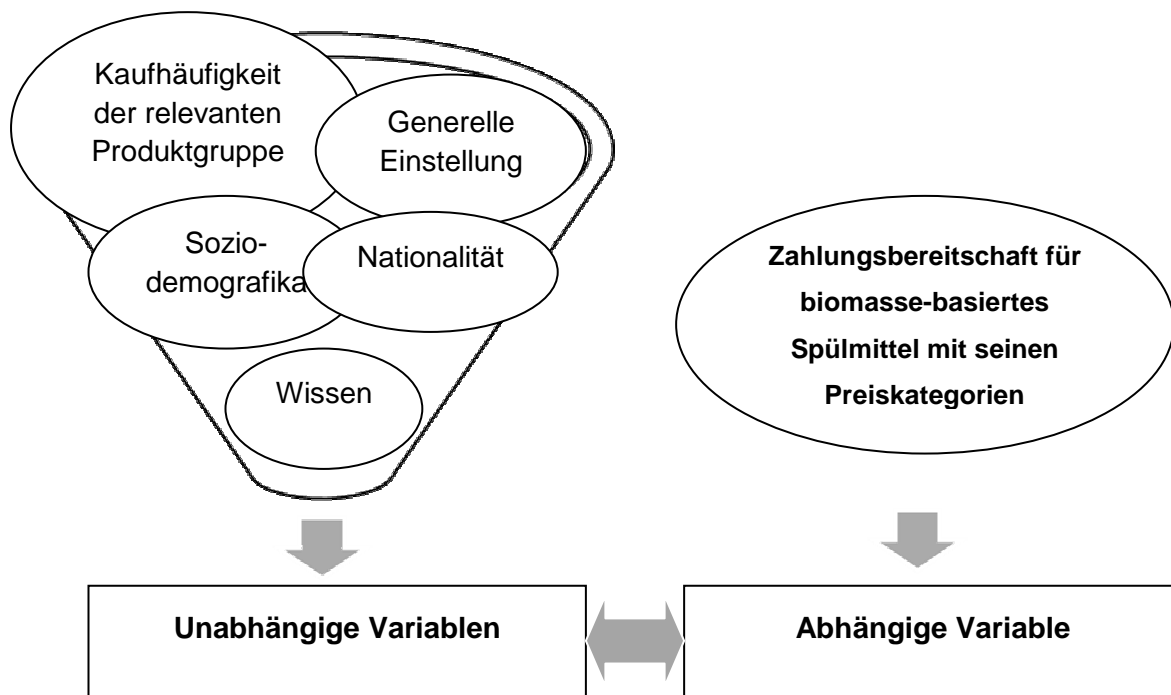 Kaufhäufigkeit
der relevanten
Produktgruppe
Generelle
Einstellung
Sozio-
demografika
Nationalität
Wissen
Zahlungsbereitschaft für
biomasse-basiertes
Spülmittel mit seinen
Preiskategorien
Unabhängige Variablen
Abhängige Variable